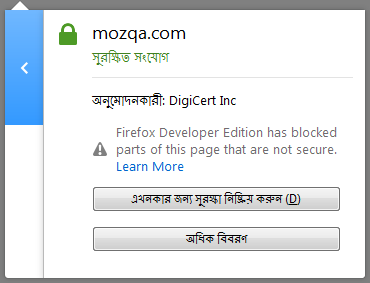 mozqa.com
সুরক্ষিত সংযোগ
অনুমোদনকারী: DigiCert Inc
Firefox Developer Edition has blocked
parts of this page that are not secure.
Learn More
এখনকার জন্য সুরক্ষা নিষ্ক্রিয় করুন (D)
অধিক বিবরণ